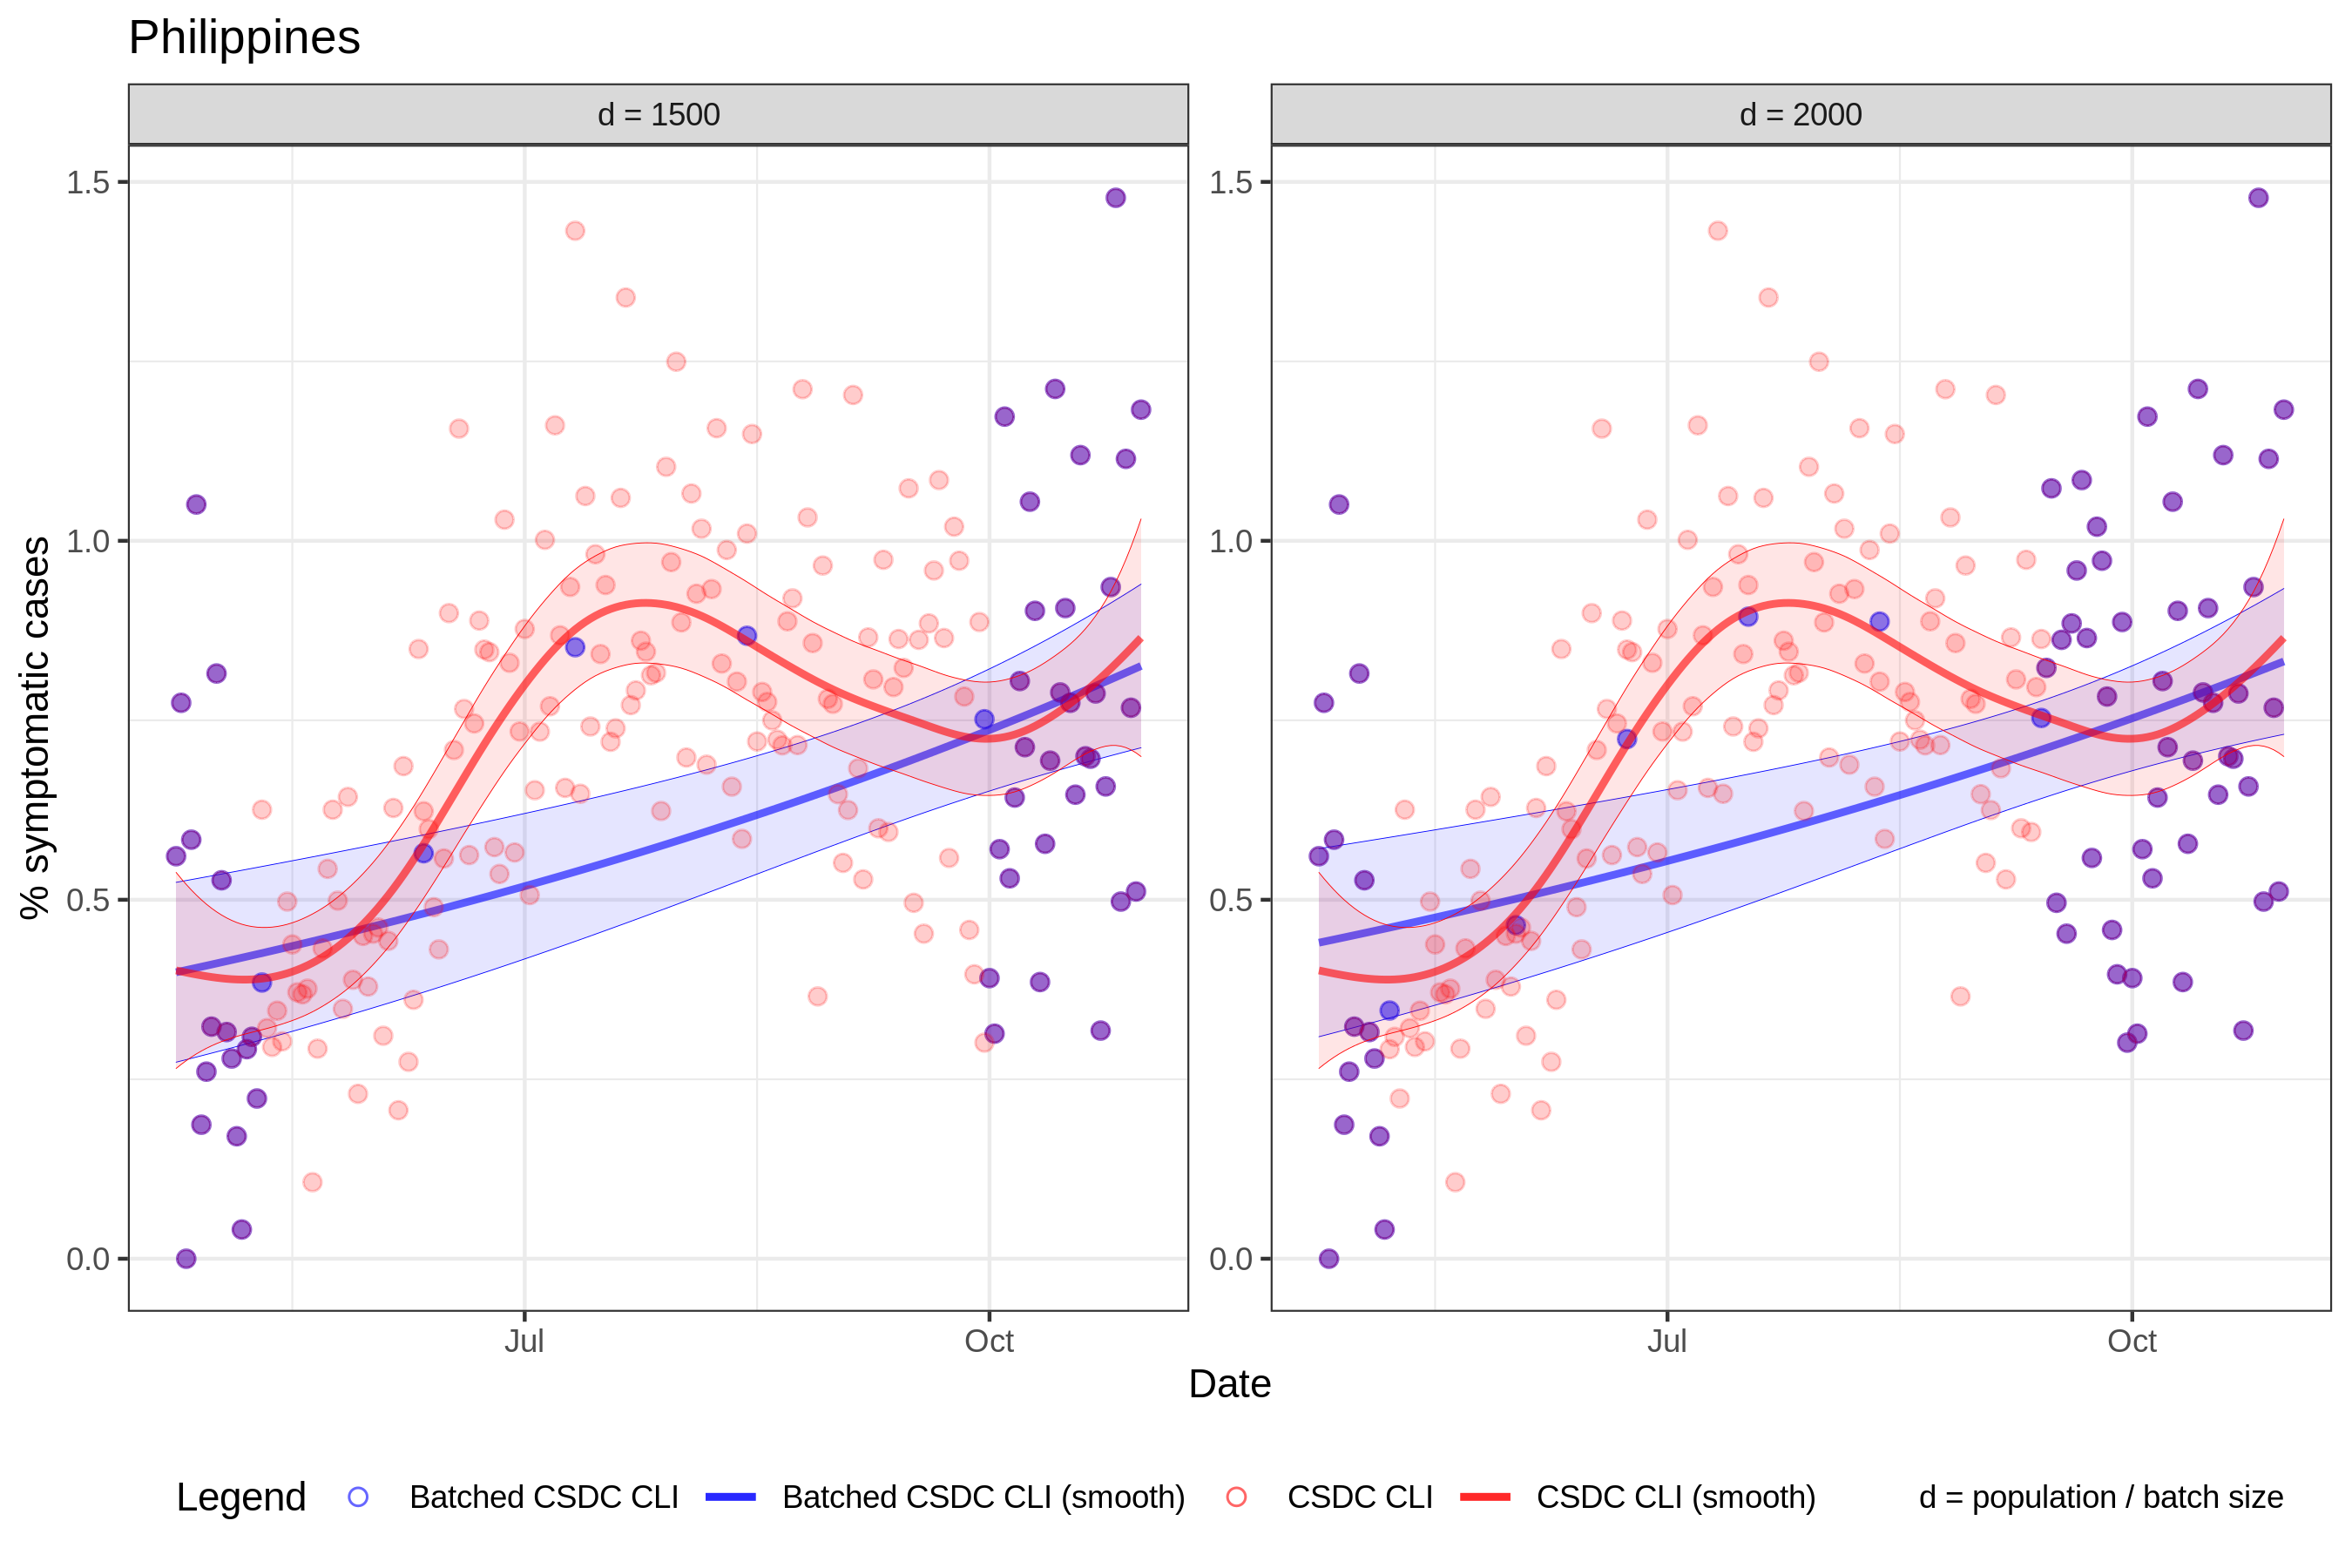 Philippines
d = 1500
d = 2000
% symptomatic cases
1.5
1.0
0.5
0.0
1.5
1.0
0.5
0.0
Jul
Oct
Jul
Oct
Date
Legend
Batched CSDC CLI
Batched CSDC CLI (smooth)
CSDC CLI
CSDC CLI (smooth)
d = population / batch size